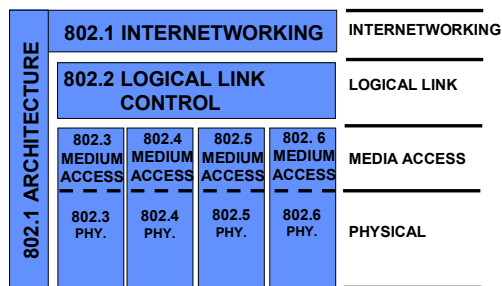 802.1 ARCHITECTURE
802.1 INTERNETWORKING
INTERNETWORKING
802.2 LOGICAL LINK
CONTROL
LOGICAL LINK
802.3
MEDIUM
ACCESS
802.4
MEDIUM
ACCESS
802.5
MEDIUM
ACCESS
802. 6
MEDIUM
ACCESS
MEDIA ACCESS
802.3
PHY.
802.4
PHY.
802.5
PHY.
802.6
PHY.
PHYSICAL